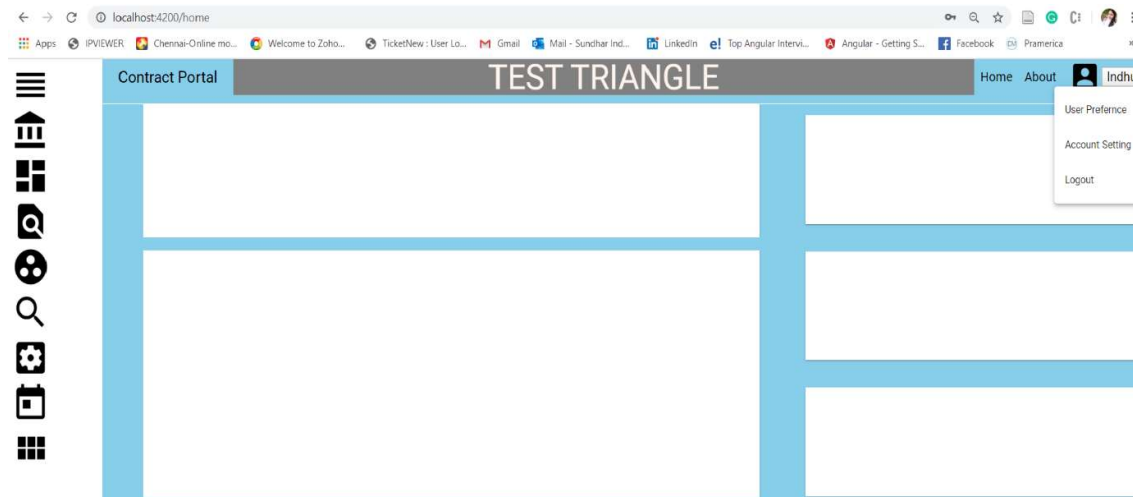 localhost:4200/home
Apps IPVIEWER Chennai-Online mo... Welcome to Zoho... TicketNew : User Lo... Gmail Mail - Sundhar Ind... LinkedIn Top Angular Intervi... Angular - Getting S... Facebook Pramerica
Contract Portal TEST TRIANGLE Home About Indhu
User Prefernce
Account Setting
Logout